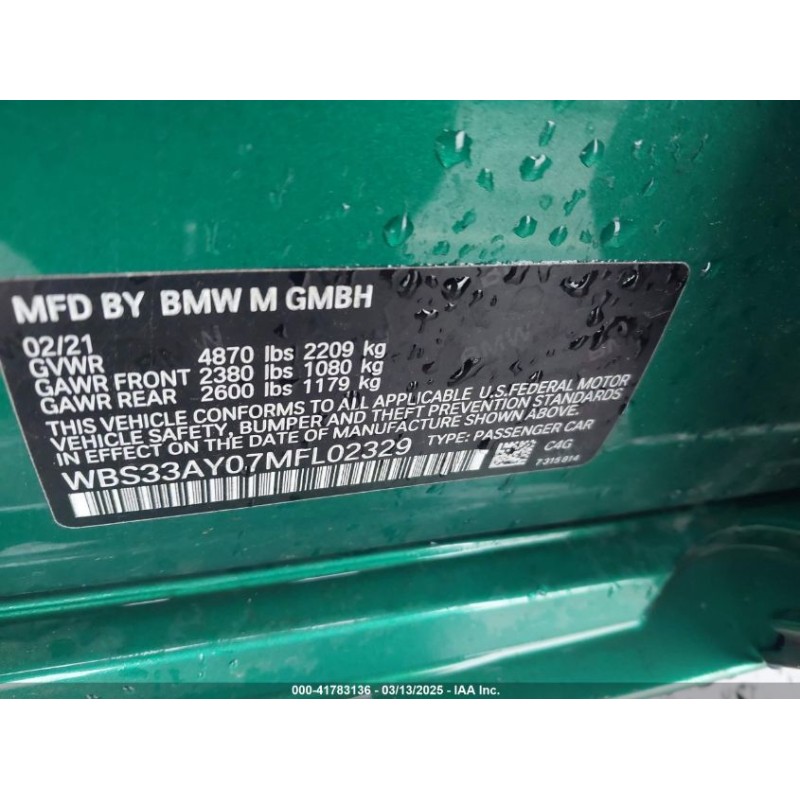 MFD BY BMW M GMBH
02/21
GVWR 4870 lbs 2209 kg
GAWR FRONT 2380 lbs 1080 kg
GAWR REAR 2600 lbs 1179 kg
THIS VEHICLE CONFORMS TO ALL APPLICABLE U.S.FEDERAL MOTOR
VEHICLE SAFETY, BUMPER AND THEFT PREVENTION STANDARDS
IN EFFECT ON THE DATE OF MANUFACTURE SHOWN ABOVE.
WBS33AY07MFL02329 TYPE: PASSENGER CAR
C4G
7315814
BMW
000-41783136 - 03/13/2025 - IAA Inc.